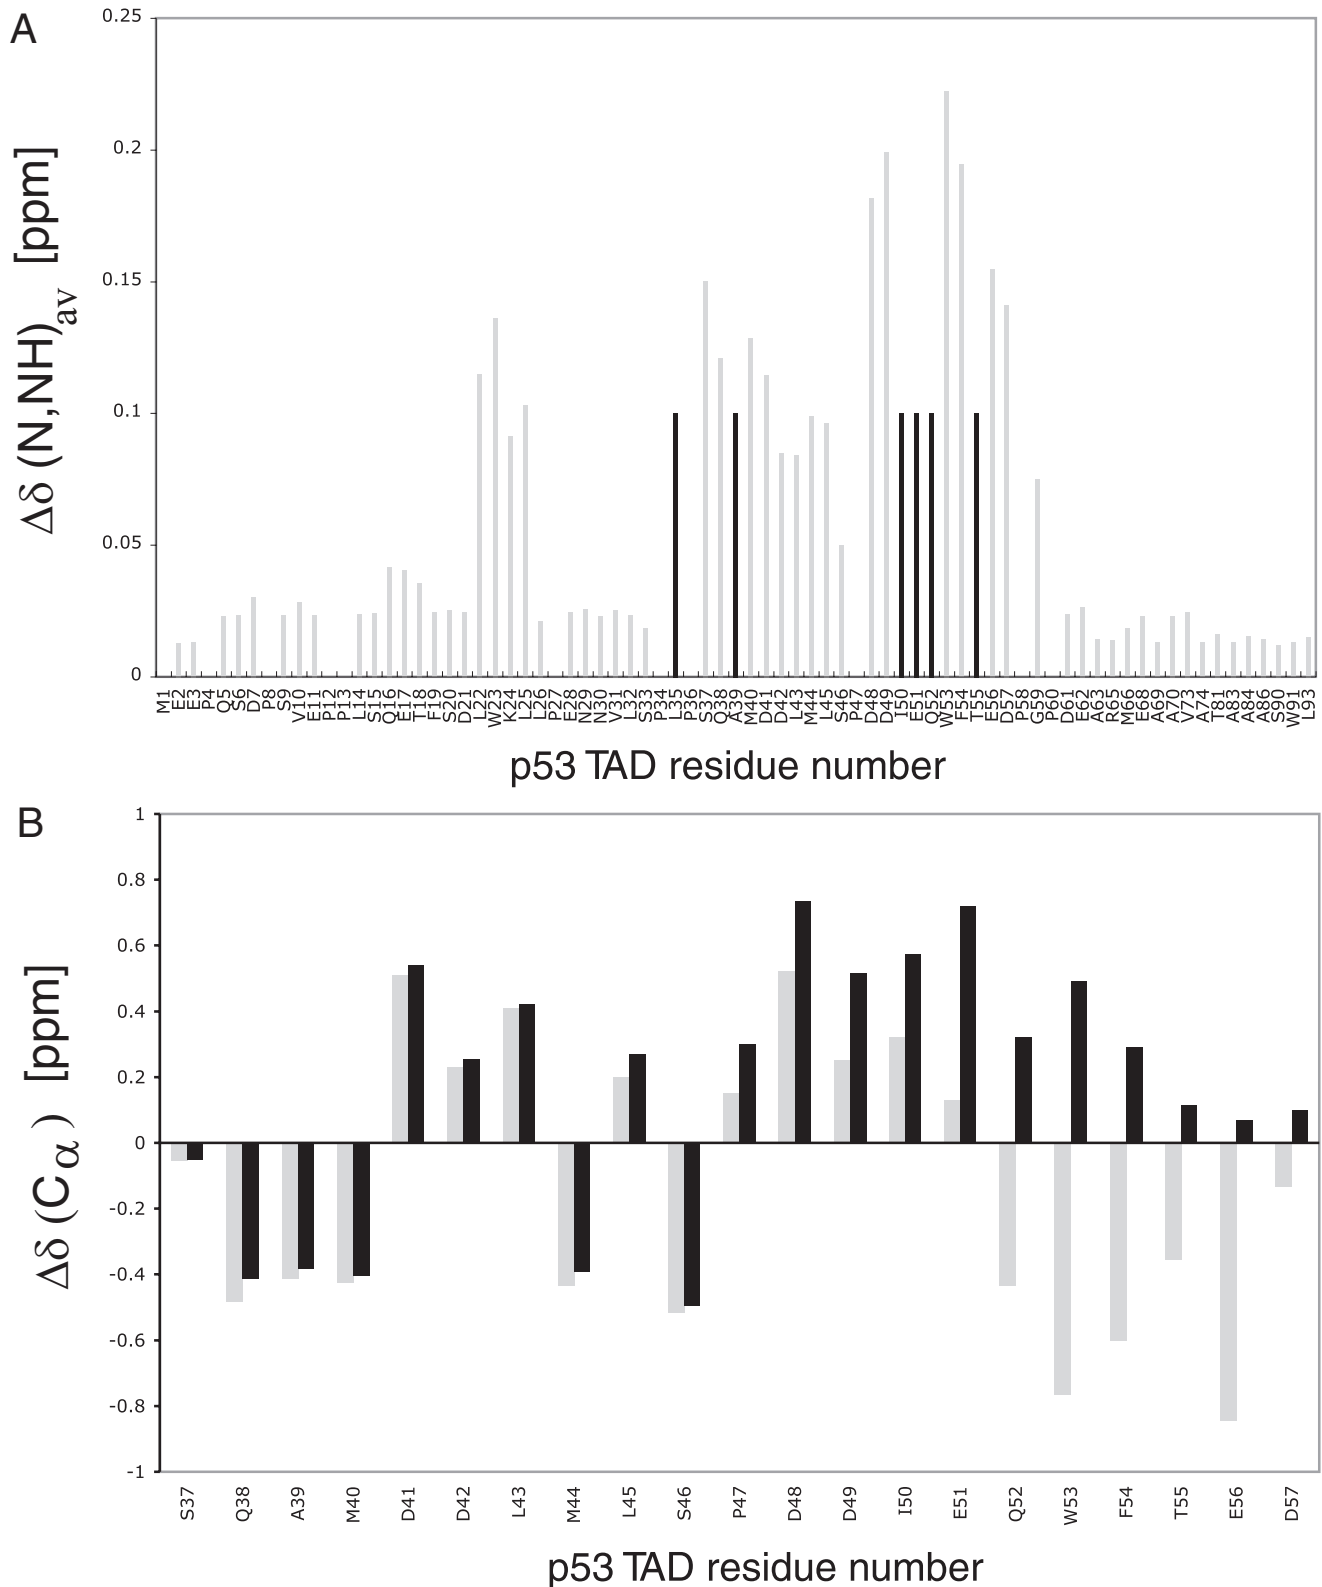 A
0.25
0.2
0.15
0.1
0.05
0
Δδ (N,NH)av [ppm]
M1 E2 E3 P4 Q5 S6 D7 P8 S9 V10 E11 P12 P13 L14 S15 Q16 E17 T18 F19 S20 D21 L22 W23 K24 L25 L26 P27 E28 N29 N30 V31 L32 S33 P34 L35 P36 S37 Q38 A39 M40 D41 D42 L43 M44 L45 S46 P47 D48 D49 I50 E51 Q52 W53 F54 T55 E56 D57 P58 G59 P60 D61 E62 A63 R65 M66 E68 A69 A70 V73 A74 T81 A83 A84 A86 S90 W91 L93
p53 TAD residue number
B
1
0.8
0.6
0.4
0.2
0
-0.2
-0.4
-0.6
-0.8
-1
Δδ (Cα) [ppm]
S37 Q38 A39 M40 D41 D42 L43 M44 L45 S46 P47 D48 D49 I50 E51 Q52 W53 F54 T55 E56 D57
p53 TAD residue number